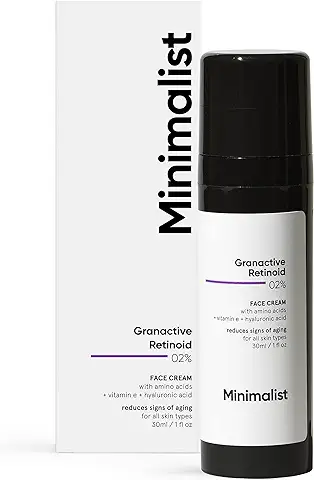 Minimalist
Granactive
Retinoid
02%
FACE CREAM
with amino acids
+ vitamin e + hyaluronic acid
reduces signs of aging
for all skin types
30ml / 1 fl oz
Granactive
Retinoid
02%
FACE CREAM
with amino acids
+ vitamin e + hyaluronic acid
reduces signs of aging
for all skin types
30ml / 1 fl oz
Minimalist